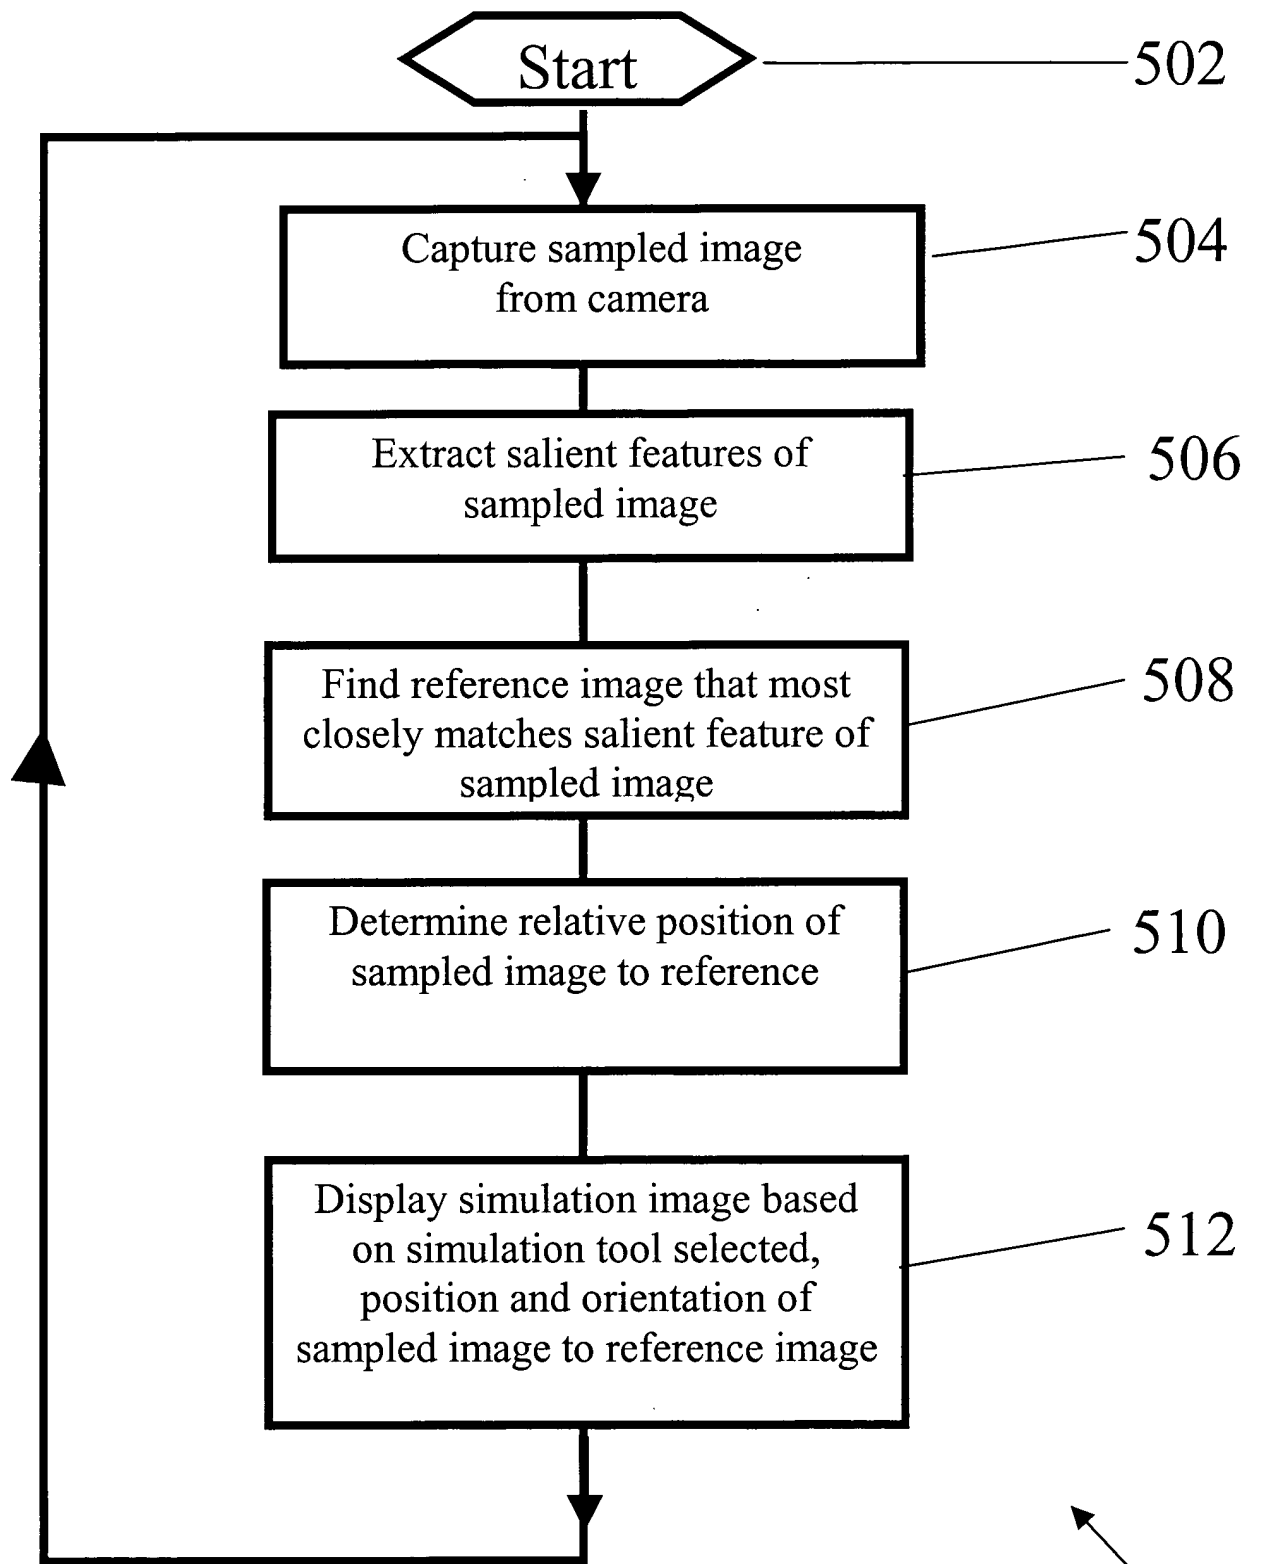 Start
502
Capture sampled image
from camera
504
Extract salient features of
sampled image
506
Find reference image that most
closely matches salient feature of
sampled image
508
Determine relative position of
sampled image to reference
510
Display simulation image based
on simulation tool selected,
position and orientation of
sampled image to reference image
512